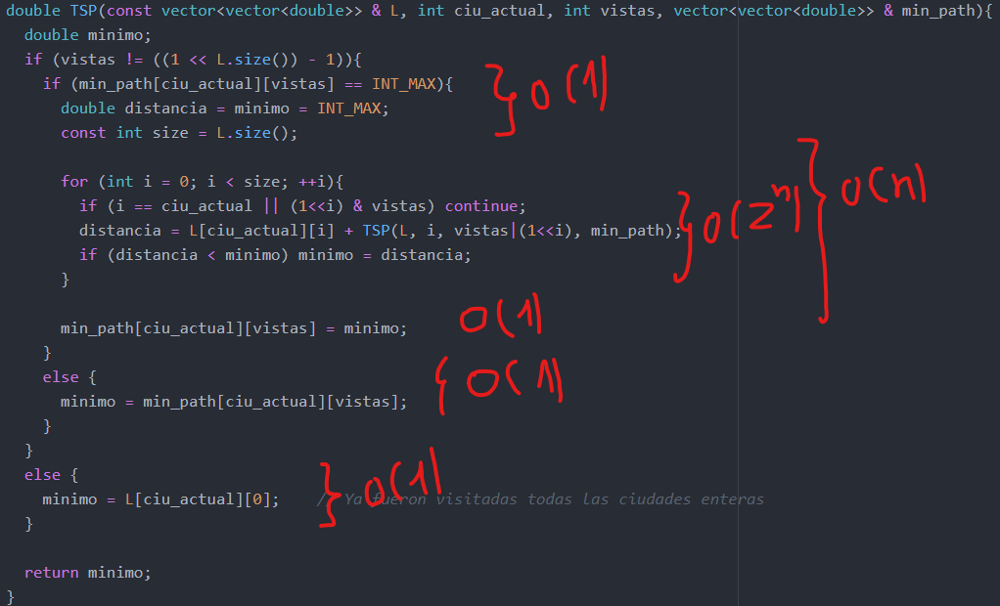 double TSP(const vector<vector<double>> & L, int ciu_actual, int vistas, vector<vector<double>> & min_path){
  double minimo;
  if (vistas != ((1 << L.size()) - 1)){
    if (min_path[ciu_actual][vistas] == INT_MAX){ O(1)
      double distancia = minimo = INT_MAX;
      const int size = L.size();
      for (int i = 0; i < size; ++i){ O(n)
        if (i == ciu_actual || (1<<i) & vistas) continue;
        distancia = L[ciu_actual][i] + TSP(L, i, vistas|(1<<i), min_path); O(2^n)
        if (distancia < minimo) minimo = distancia;
      }
      min_path[ciu_actual][vistas] = minimo; O(1)
    }
    else {
      minimo = min_path[ciu_actual][vistas]; O(1)
    }
  }
  else {
    minimo = L[ciu_actual][0]; // Ya fueron visitadas todas las ciudades enteras O(1)
  }
  return minimo;
}